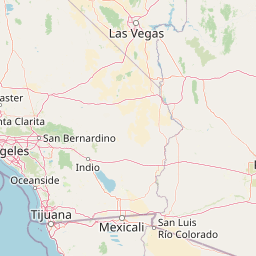 Las Vegas
aster
nta Clarita
San Bernardino
geles
Indio
Oceanside
Tijuana
Mexicali
San Luis
Río Colorado